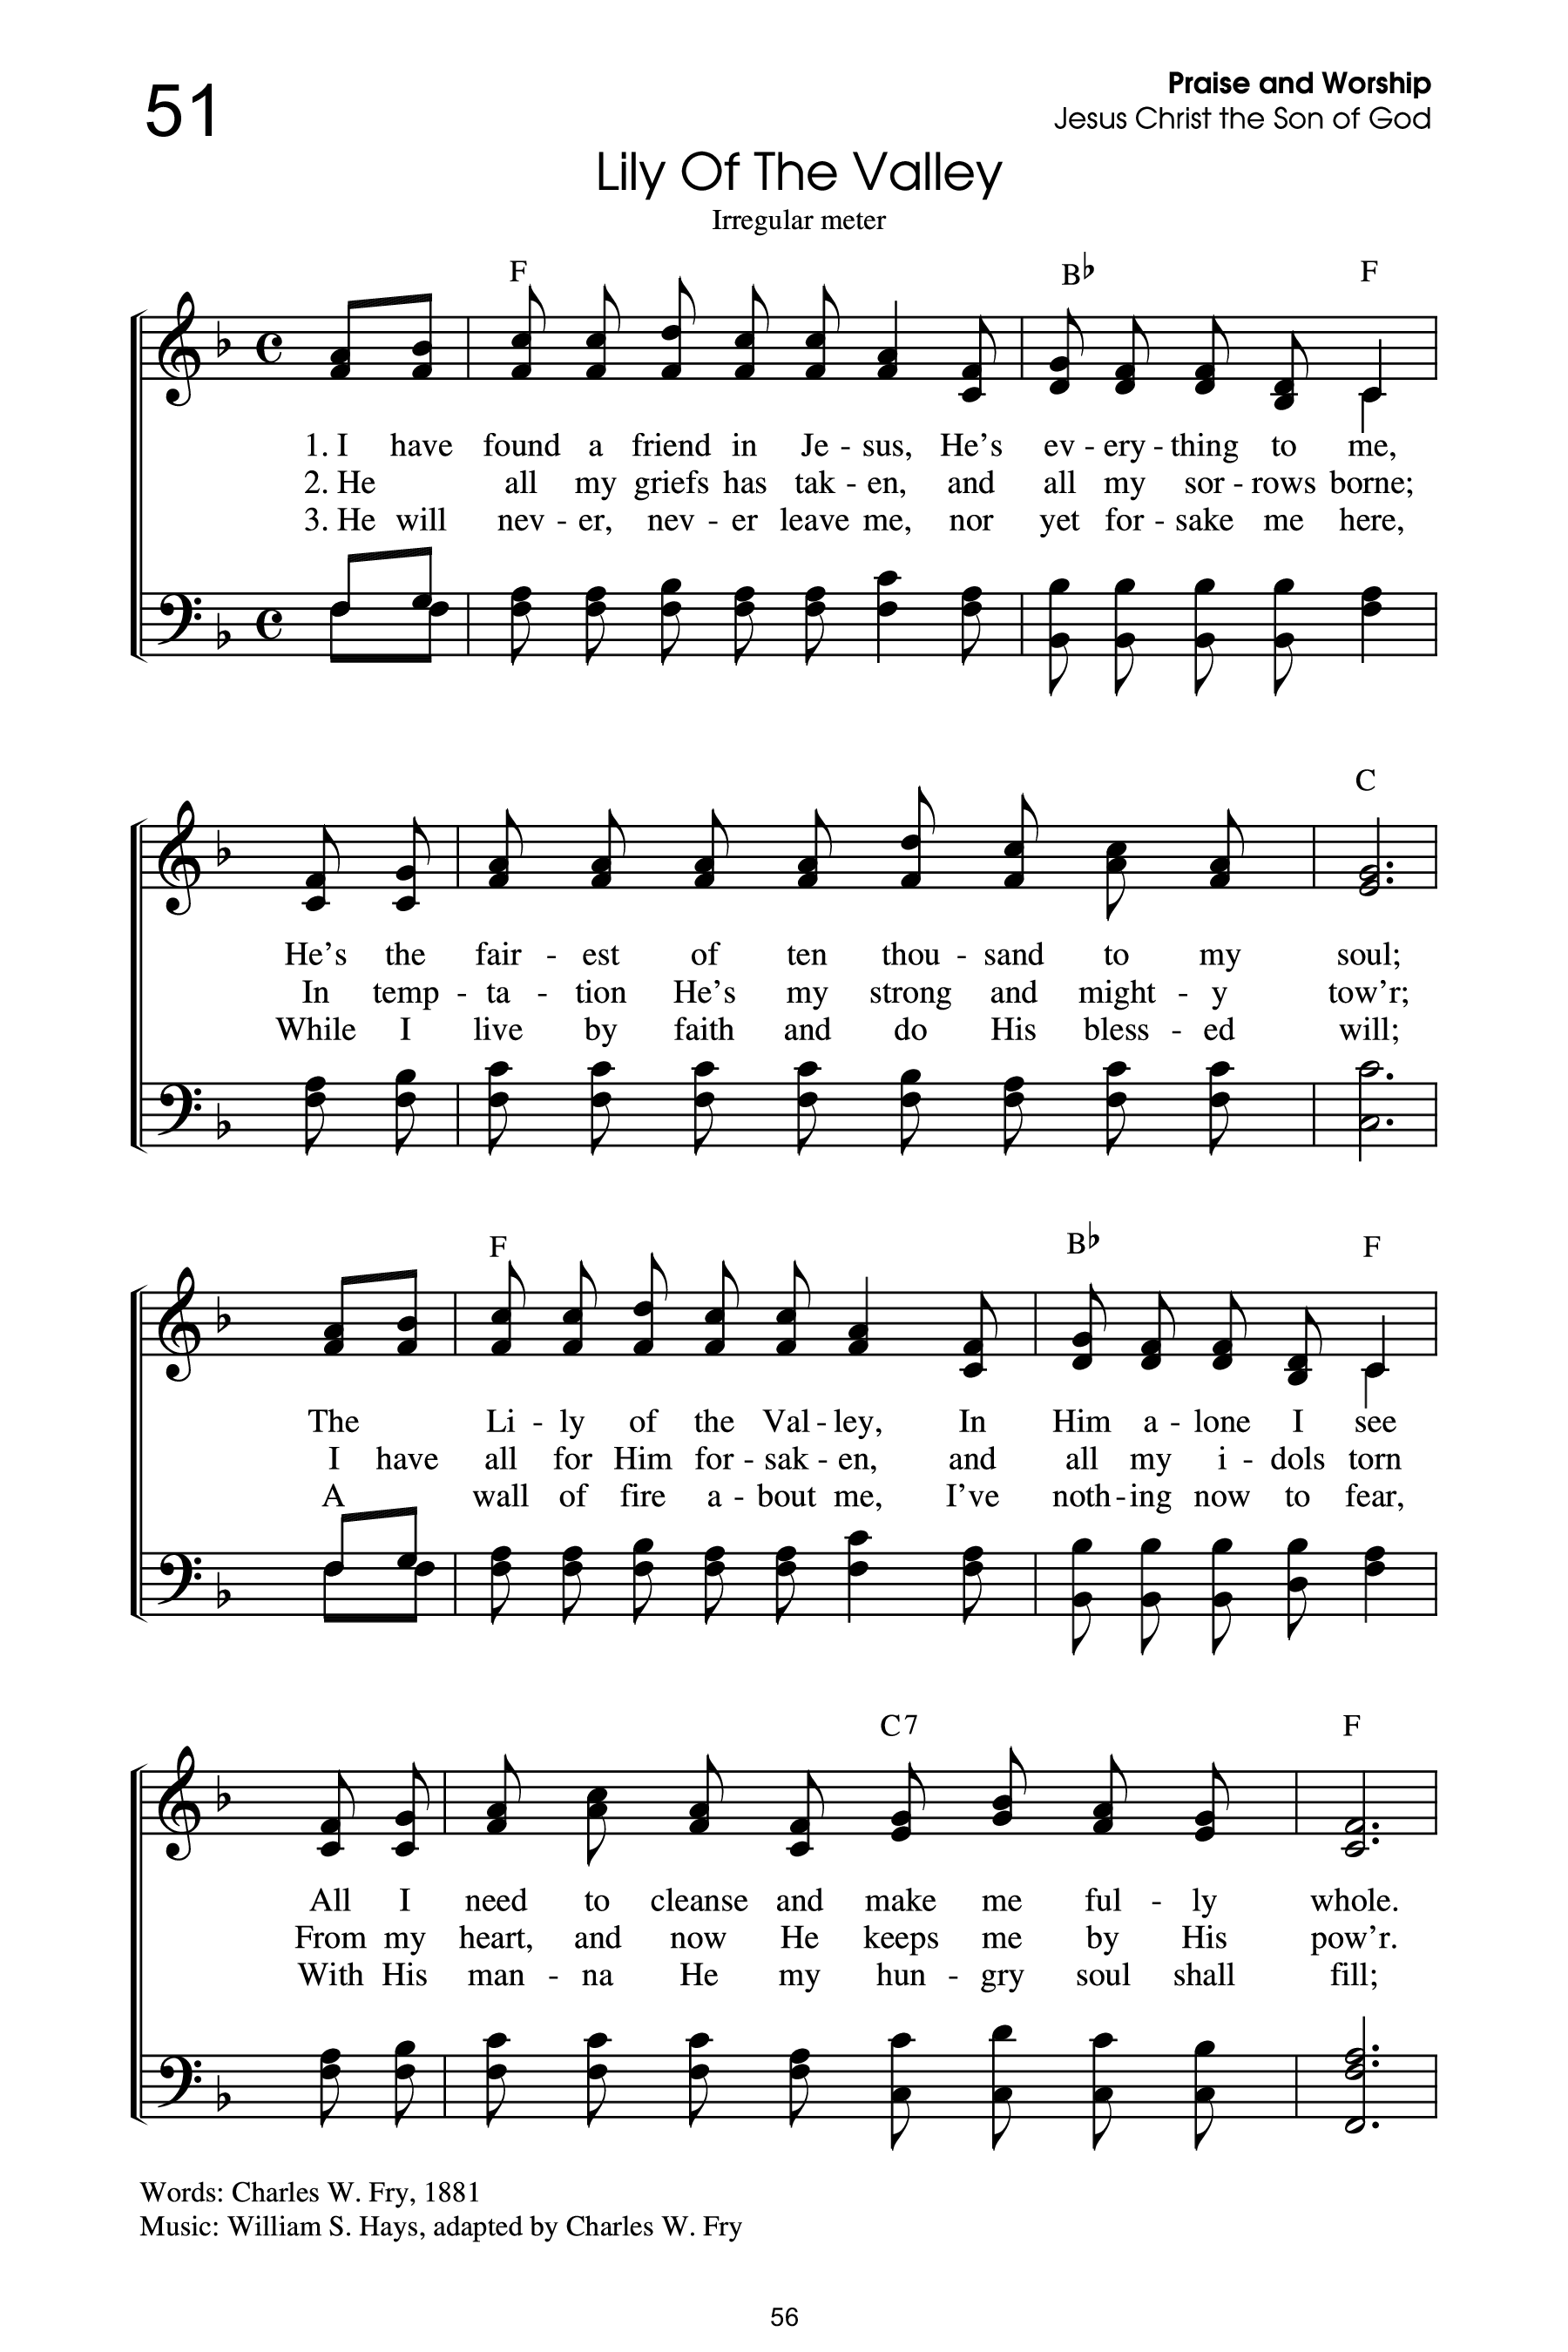 51
Praise and Worship
Jesus Christ the Son of God
Lily Of The Valley
Irregular meter
F B♭ F
1. I have found a friend in Je - sus, He's ev - ery - thing to me,
2. He all my griefs has tak - en, and all my sor - rows borne;
3. He will nev - er, nev - er leave me, nor yet for - sake me here,
C
He's the fair - est of ten thou - sand to my soul;
In temp - ta - tion He's my strong and might - y tow'r;
While I live by faith and do His bless - ed will;
F B♭ F
The Li - ly of the Val - ley, In Him a - lone I see
I have all for Him for - sak - en, and all my i - dols torn
A wall of fire a - bout me, I've noth - ing now to fear,
C7 F
All I need to cleanse and make me ful - ly whole.
From my heart, and now He keeps me by His pow'r.
With His man - na He my hun - gry soul shall fill;
Words: Charles W. Fry, 1881
Music: William S. Hays, adapted by Charles W. Fry
56